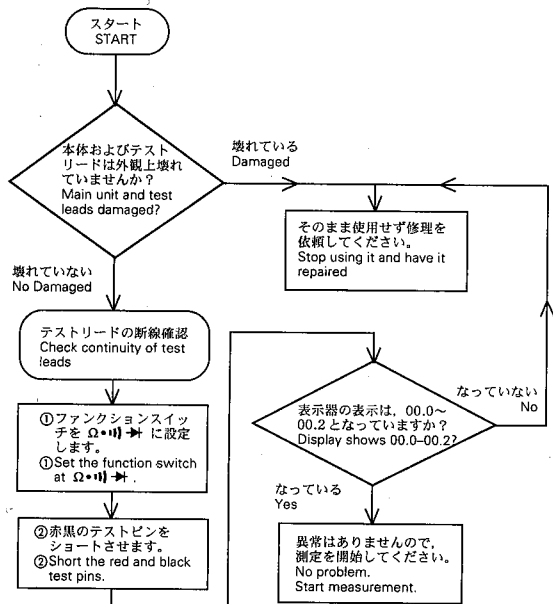 スタート
START
本体およびテスト
リードは外観上壊れ
ていませんか？
Main unit and test
leads damaged?
壊れている
Damaged
そのまま使用せず修理を
依頼してください。
Stop using it and have it
repaired
壊れていない
No Damaged
テストリードの断線確認
Check continuity of test
leads
①ファンクションスイッ
チを Ω•·))) ➔+ に設定
します。
①Set the function switch
at Ω•·))) ➔+ .
②赤黒のテストピンを
ショートさせます。
②Short the red and black
test pins.
表示器の表示は，00.0～
00.2 となっていますか？
Display shows 00.0–00.2?
なっていない
No
なっている
Yes
異常はありませんので，
測定を開始してください。
No problem.
Start measurement.